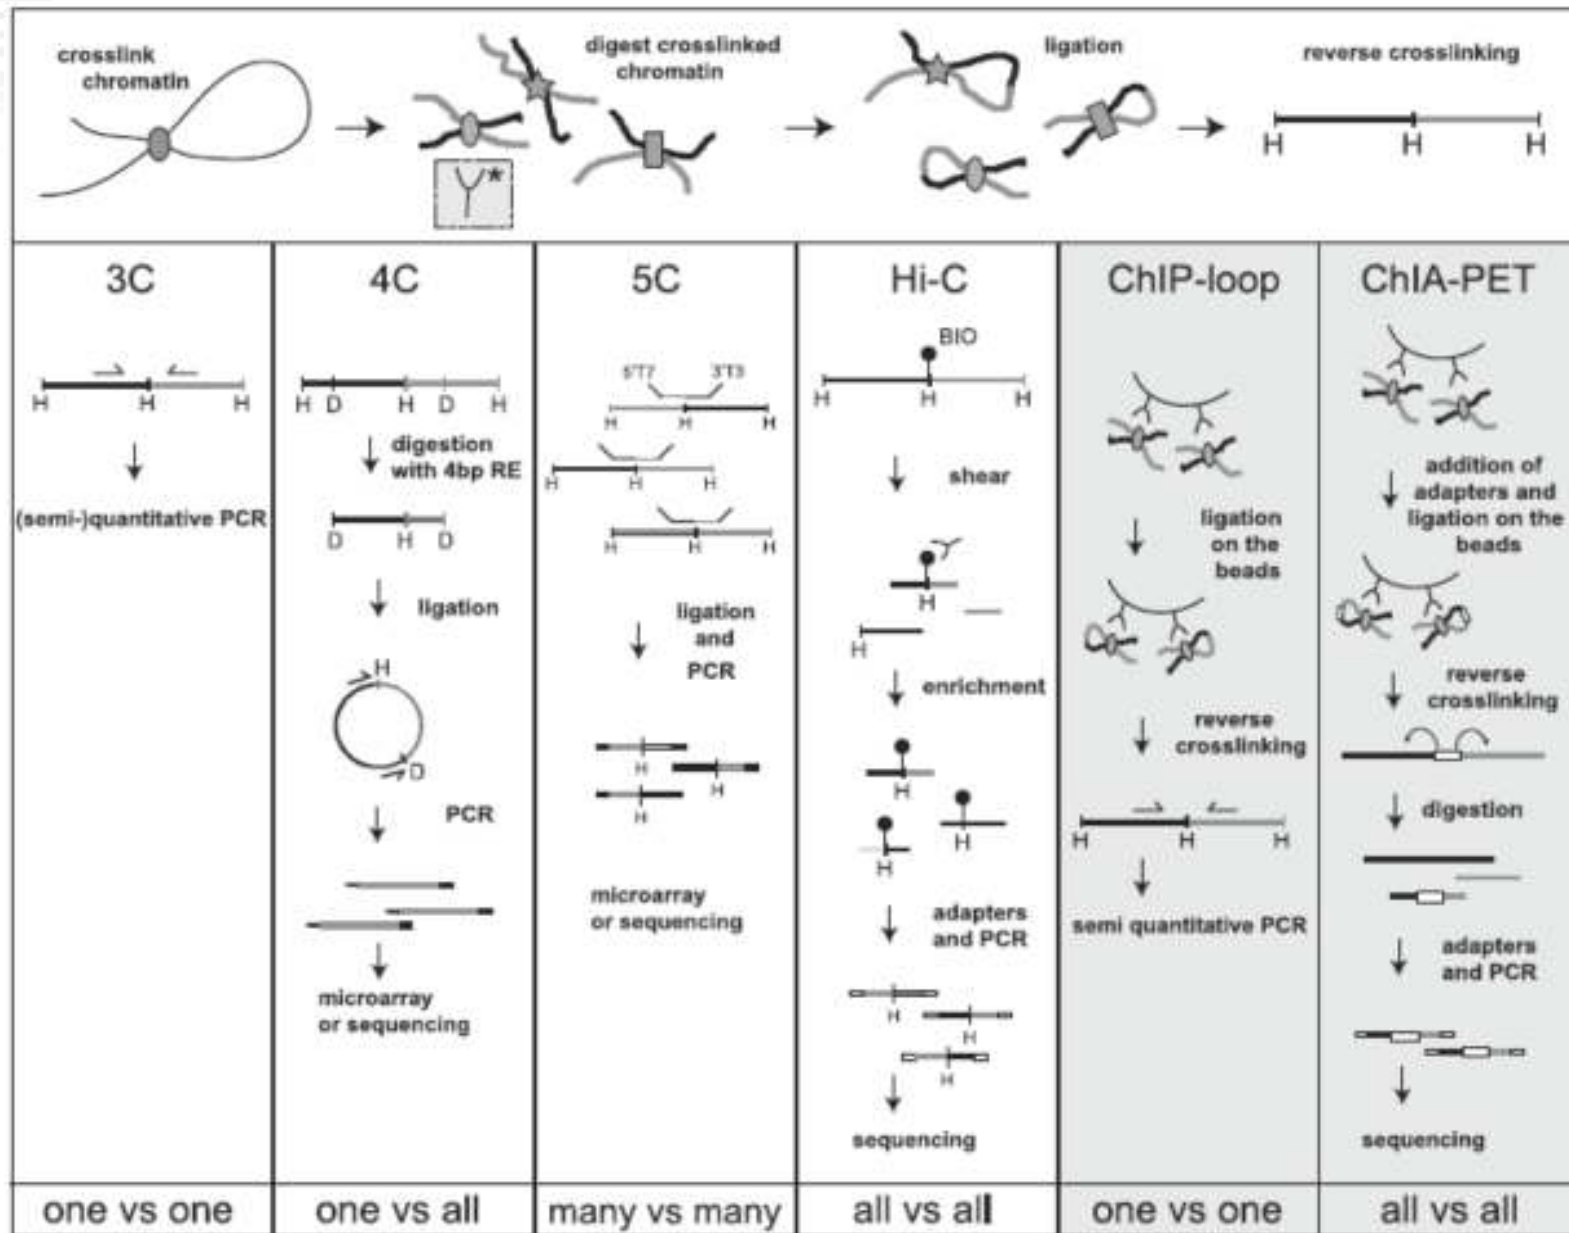 crosslink
chromatin
digest crosslinked
chromatin
ligation
reverse crosslinking
H H H
*
3C
H H H
(semi-)quantitative PCR
one vs one
4C
H D H D H
digestion
with 4bp RE
D H D
ligation
H
D
PCR
microarray
or sequencing
one vs all
5C
5'T7 3'T3
H H H
H H H
H H H
ligation
and
PCR
H
H
H
microarray
or sequencing
many vs many
Hi-C
BIO
H H H
shear
H
H
enrichment
H
H
H
adapters
and PCR
H
H
H
sequencing
all vs all
ChIP-loop
ligation
on the
beads
reverse
crosslinking
H H H
semi quantitative PCR
one vs one
ChIA-PET
addition of
adapters and
ligation on the
beads
reverse
crosslinking
digestion
adapters
and PCR
sequencing
all vs all